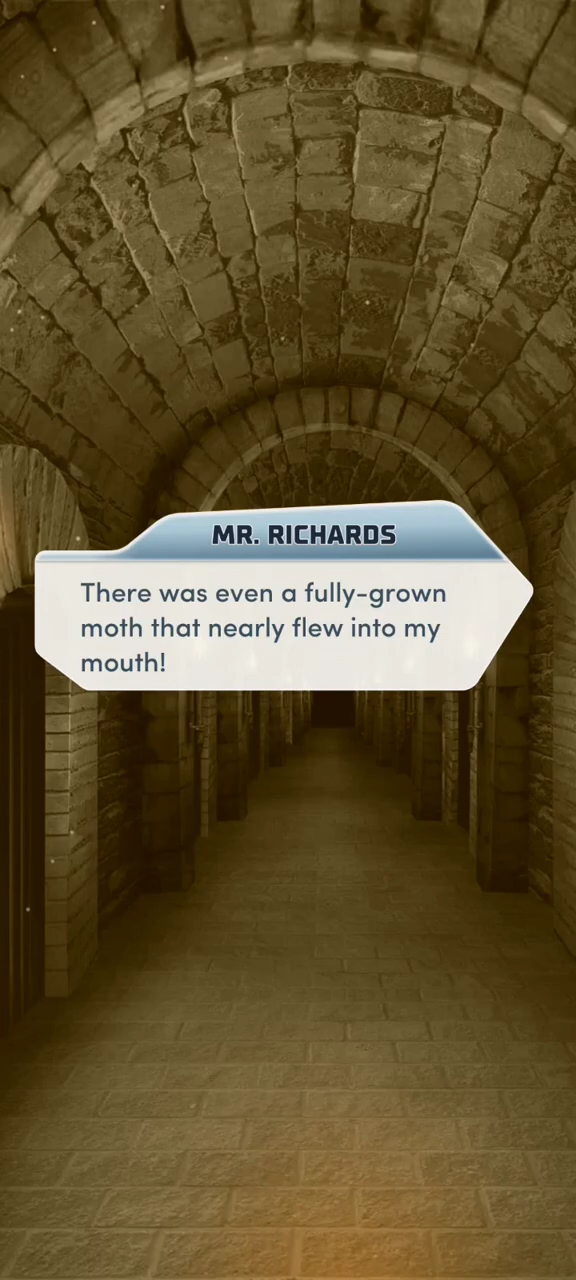 MR. RICHARDS
There was even a fully-grown
moth that nearly flew into my
mouth!